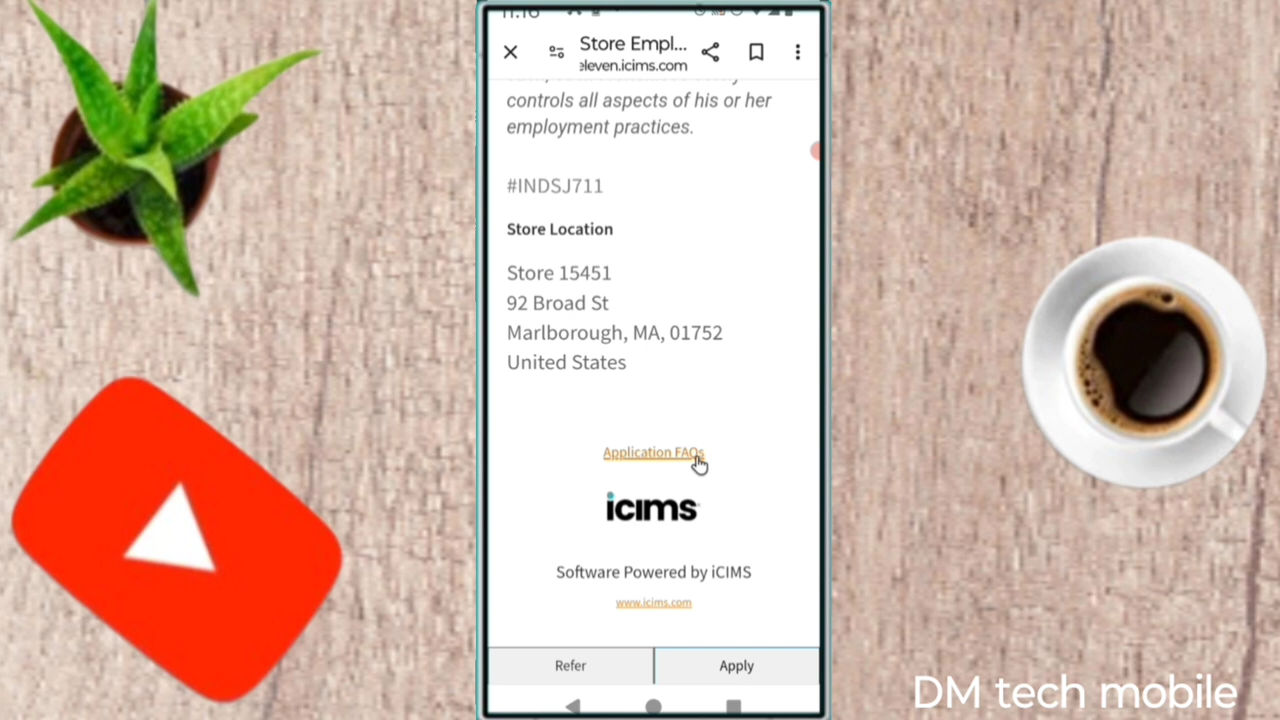 Store Empl...
eleven.icims.com
controls all aspects of his or her
employment practices.
#INDSJ711
Store Location
Store 15451
92 Broad St
Marlborough, MA, 01752
United States
Application FAQs
icims
Software Powered by iCIMS
www.icims.com
Refer
Apply
DM tech mobile